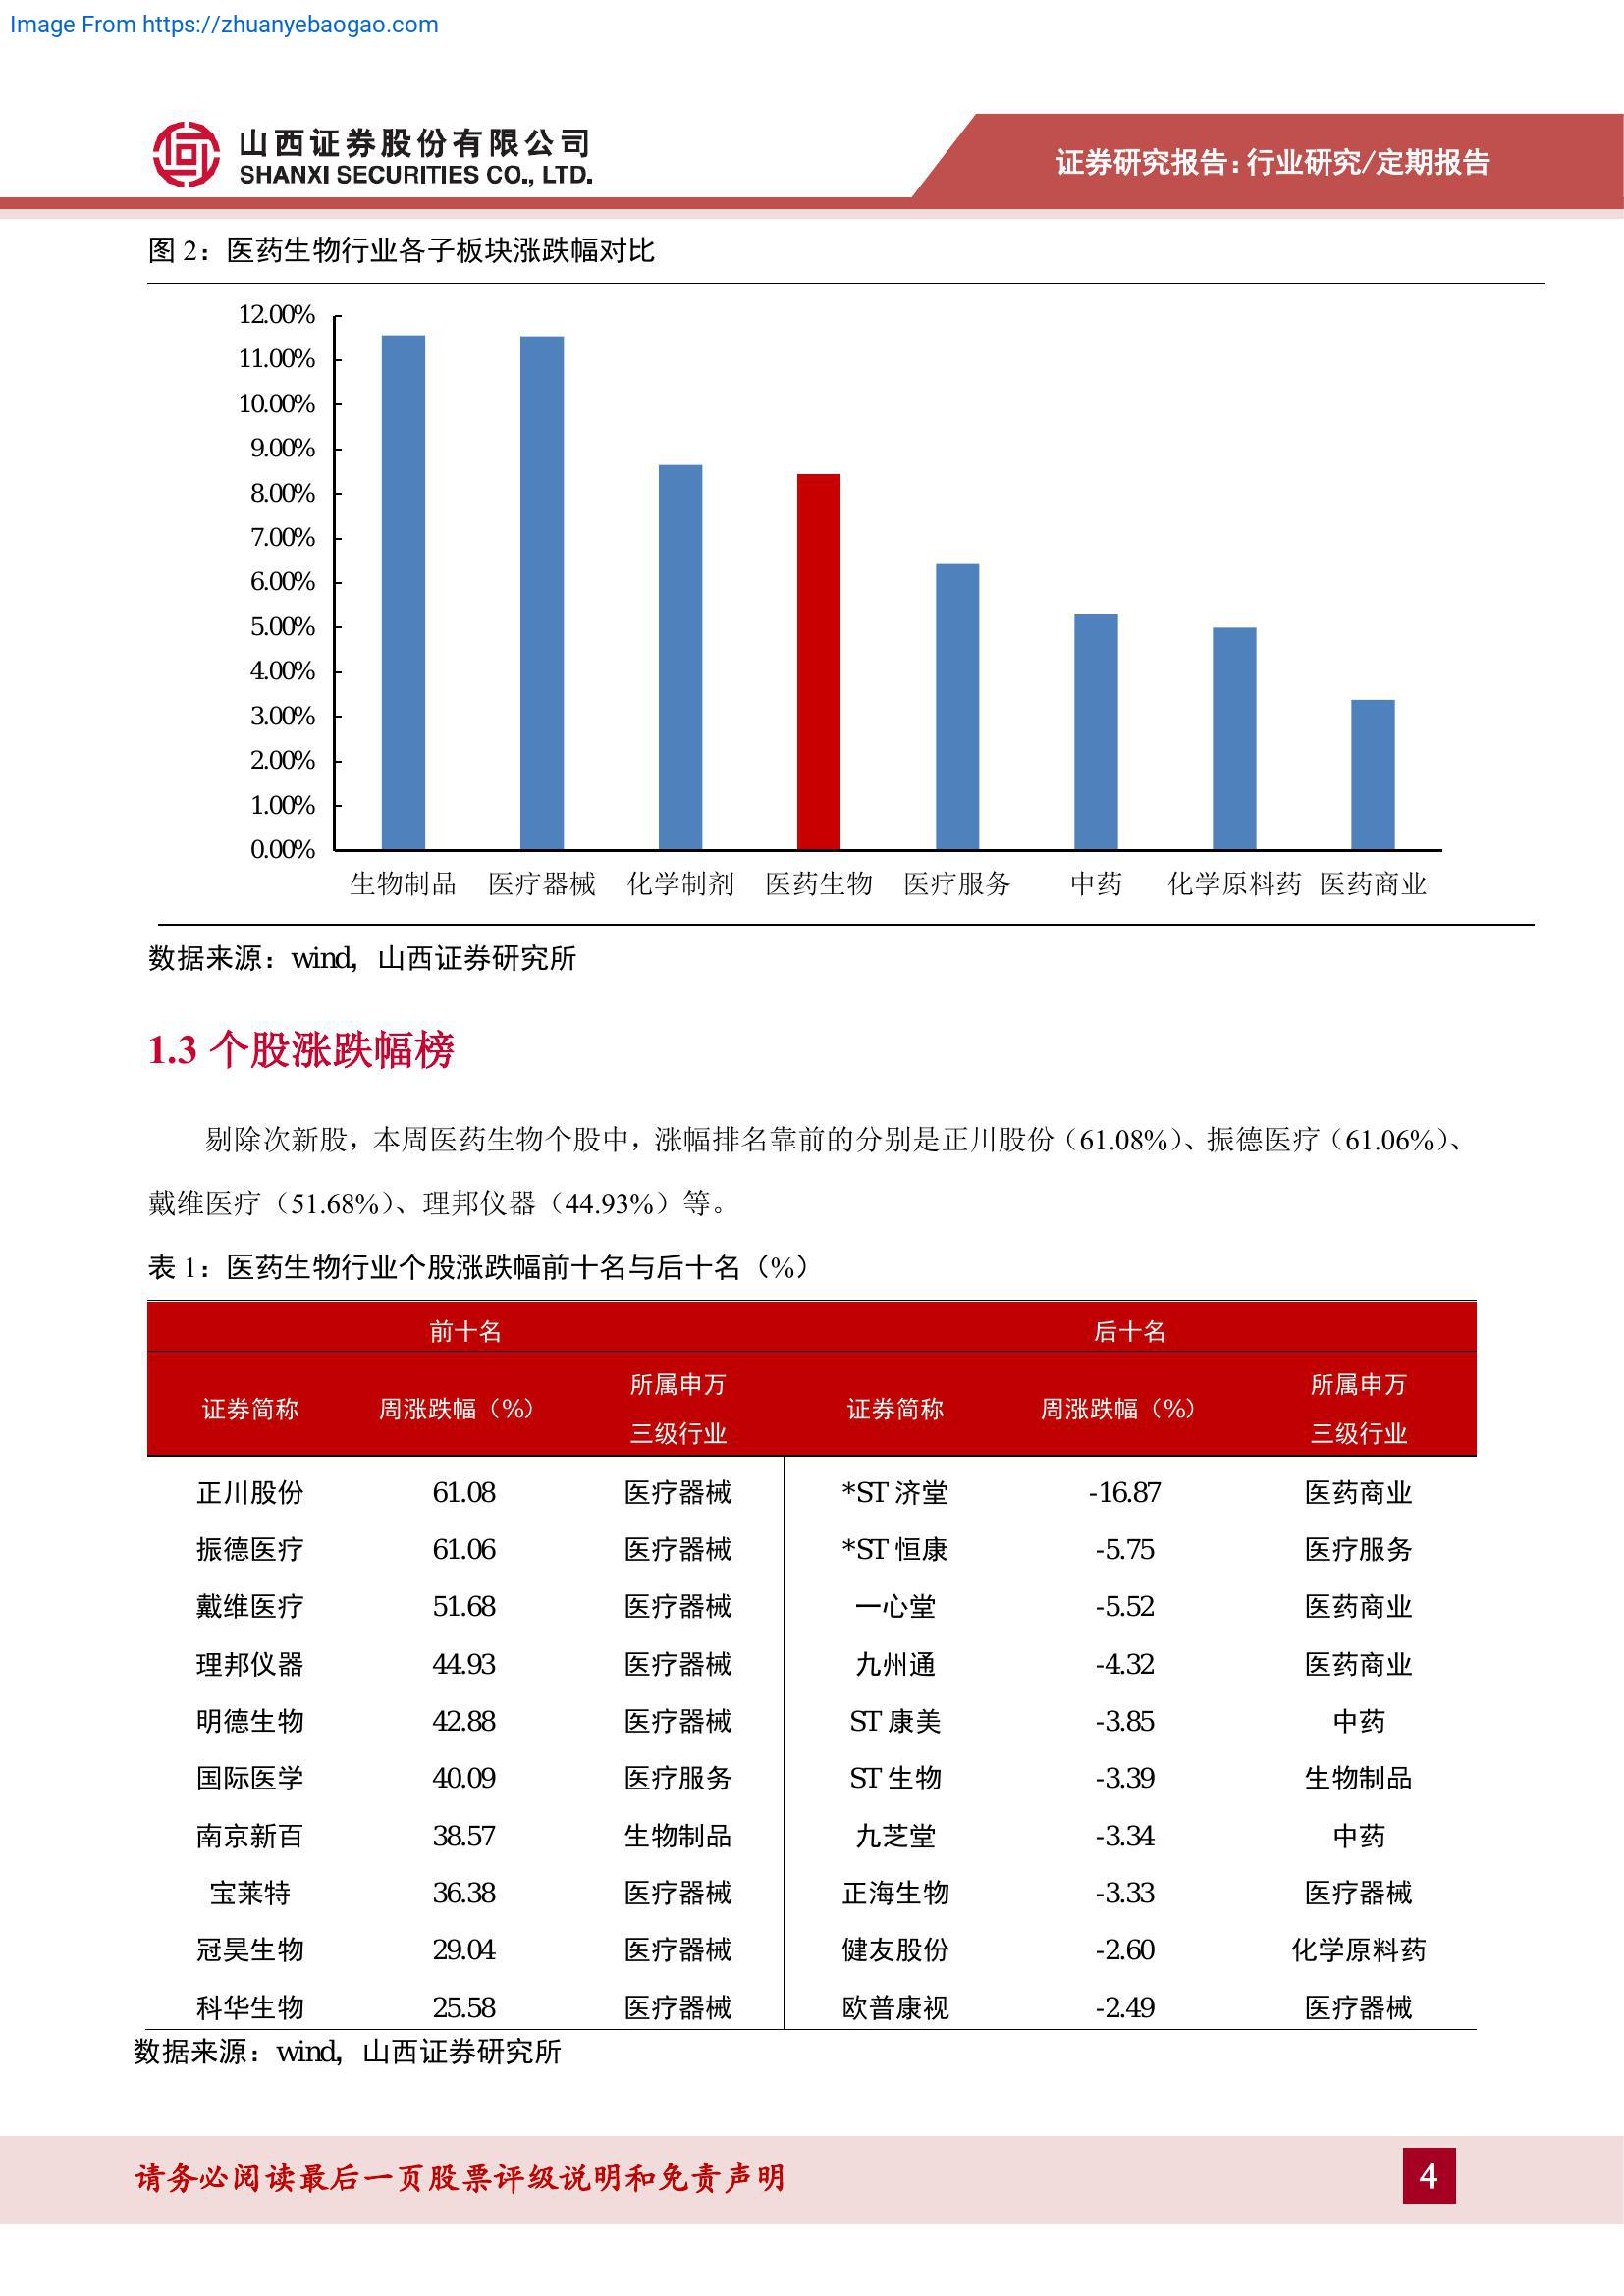 Image From https://zhuanyebaogao.com
山西证券股份有限公司
SHANXI SECURITIES CO., LTD.
证券研究报告：行业研究/定期报告
图 2：医药生物行业各子板块涨跌幅对比
12.00%
11.00%
10.00%
9.00%
8.00%
7.00%
6.00%
5.00%
4.00%
3.00%
2.00%
1.00%
0.00%
生物制品 医疗器械 化学制剂 医药生物 医疗服务 中药 化学原料药 医药商业
数据来源：wind，山西证券研究所
1.3 个股涨跌幅榜
剔除次新股，本周医药生物个股中，涨幅排名靠前的分别是正川股份（61.08%）、振德医疗（61.06%）、
戴维医疗（51.68%）、理邦仪器（44.93%）等。
表 1：医药生物行业个股涨跌幅前十名与后十名（%）
前十名 后十名
证券简称 周涨跌幅（%） 所属申万三级行业 证券简称 周涨跌幅（%） 所属申万三级行业
正川股份 61.08 医疗器械 *ST 济堂 -16.87 医药商业
振德医疗 61.06 医疗器械 *ST 恒康 -5.75 医疗服务
戴维医疗 51.68 医疗器械 一心堂 -5.52 医药商业
理邦仪器 44.93 医疗器械 九州通 -4.32 医药商业
明德生物 42.88 医疗器械 ST 康美 -3.85 中药
国际医学 40.09 医疗服务 ST 生物 -3.39 生物制品
南京新百 38.57 生物制品 九芝堂 -3.34 中药
宝莱特 36.38 医疗器械 正海生物 -3.33 医疗器械
冠昊生物 29.04 医疗器械 健友股份 -2.60 化学原料药
科华生物 25.58 医疗器械 欧普康视 -2.49 医疗器械
数据来源：wind，山西证券研究所
请务必阅读最后一页股票评级说明和免责声明
4